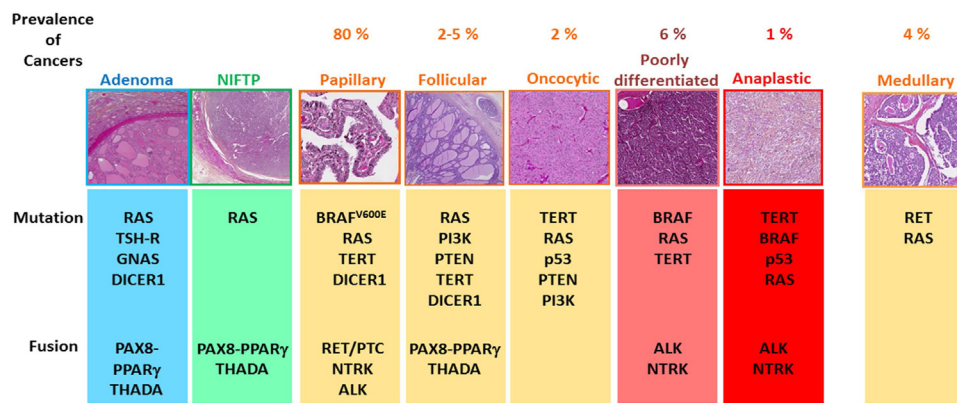 Prevalence of Cancers
80 %
2-5 %
2 %
6 %
1 %
4 %
Adenoma
NIFTP
Papillary
Follicular
Oncocytic
Poorly differentiated
Anaplastic
Medullary
Mutation
RAS
TSH-R
GNAS
DICER1
RAS
BRAFV600E
RAS
TERT
DICER1
RAS
PI3K
PTEN
TERT
DICER1
TERT
RAS
p53
PTEN
PI3K
BRAF
RAS
TERT
TERT
BRAF
p53
RAS
RET
RAS
Fusion
PAX8-
PPARγ
THADA
PAX8-PPARγ
THADA
RET/PTC
NTRK
ALK
PAX8-PPARγ
THADA
ALK
NTRK
ALK
NTRK